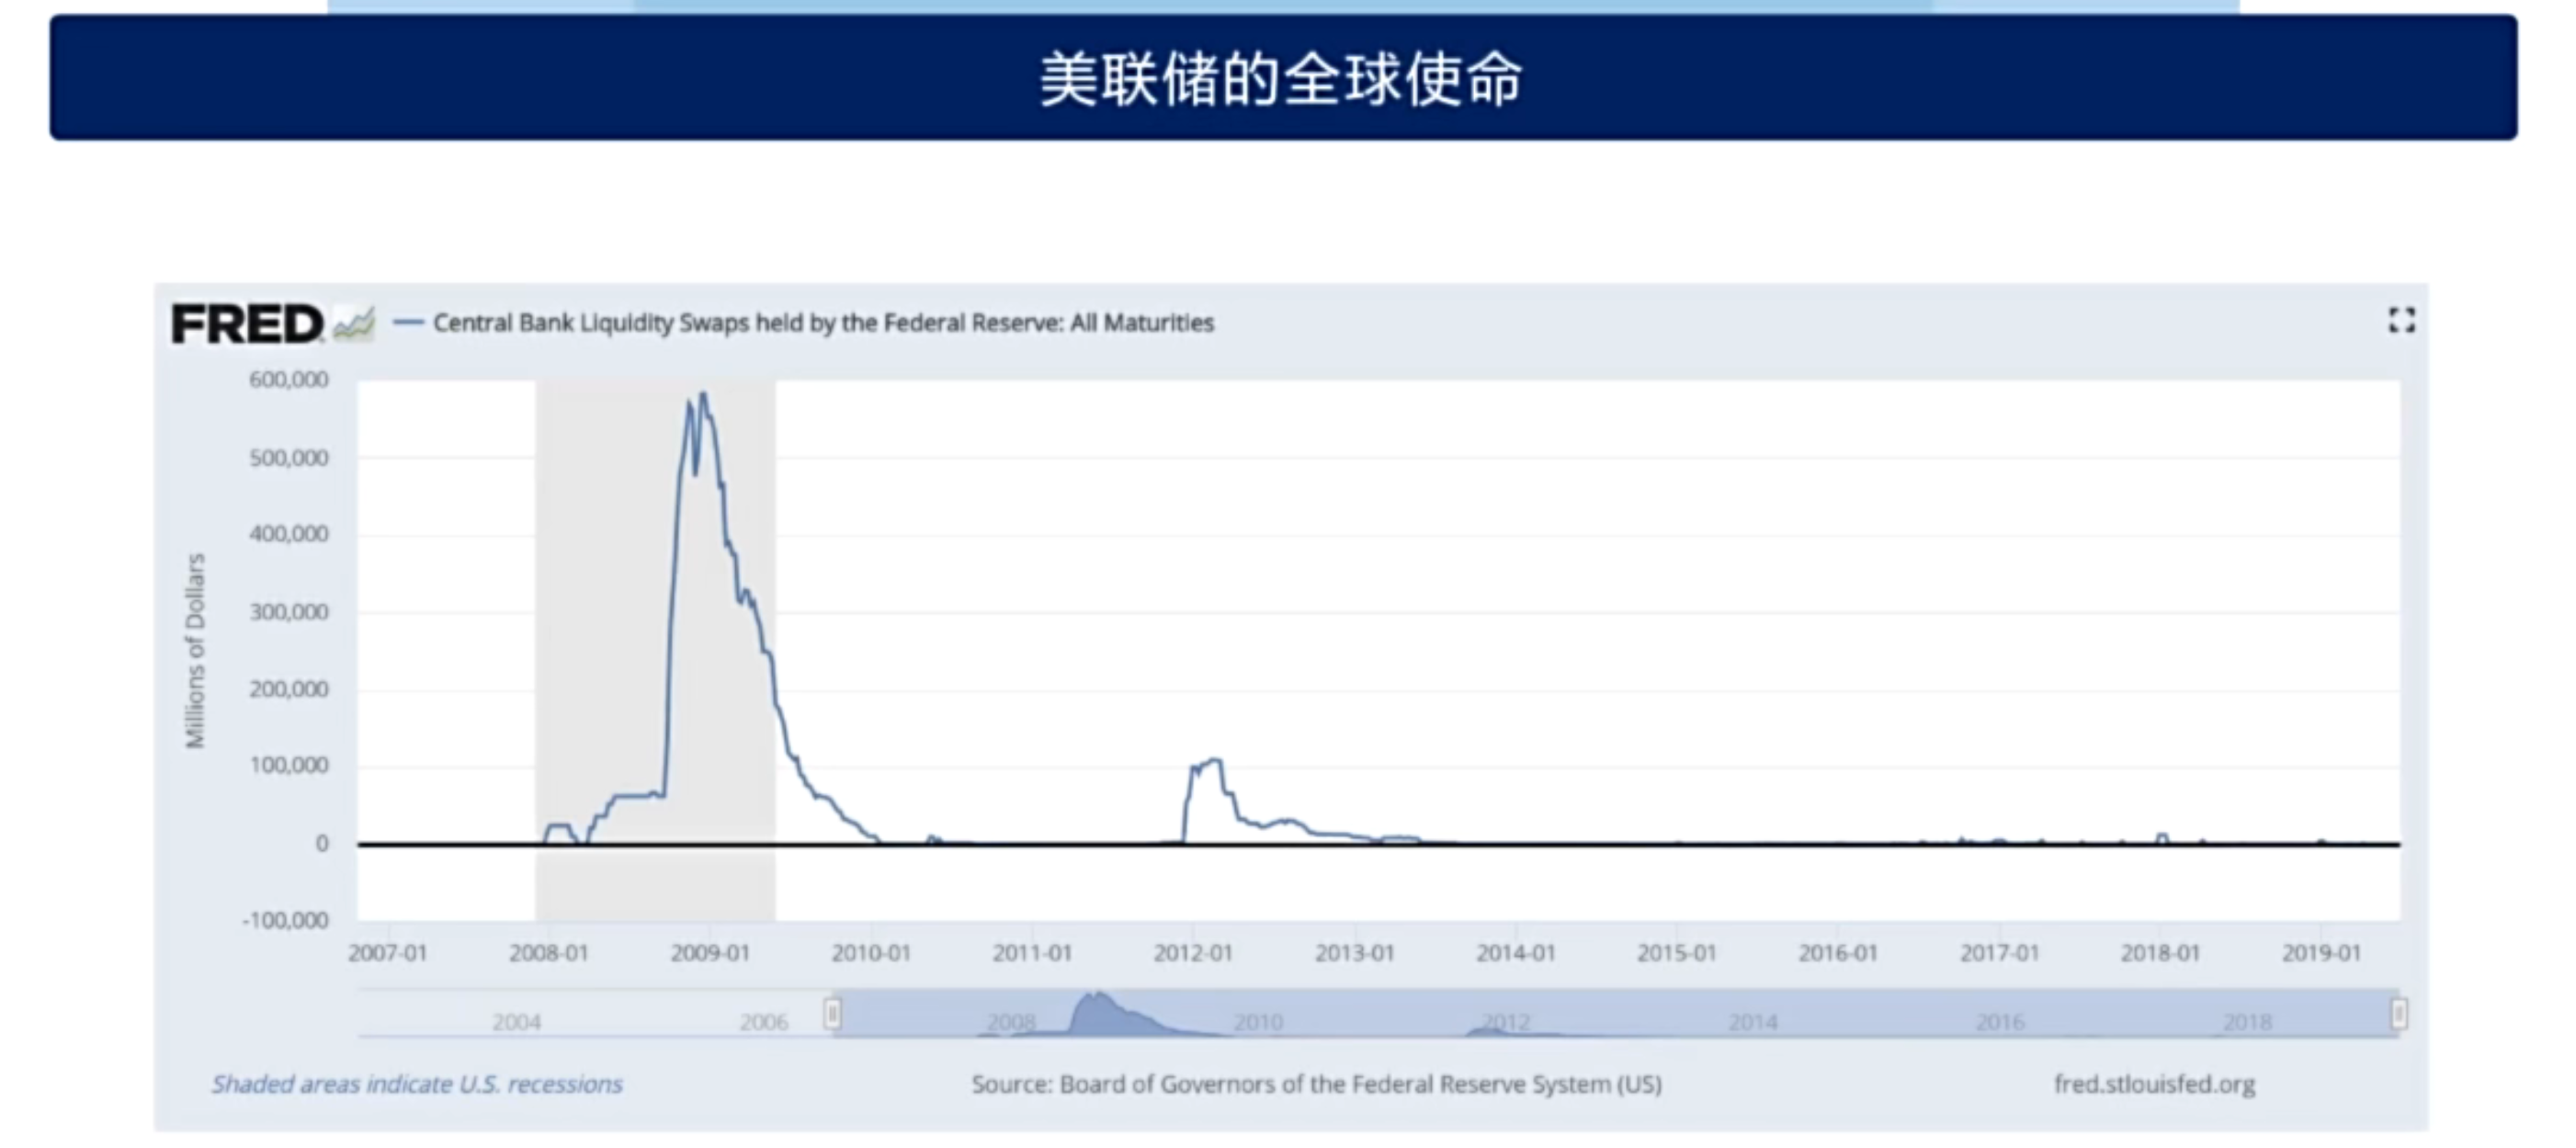 美联储的全球使命
FRED
Central Bank Liquidity Swaps held by the Federal Reserve: All Maturities
Millions of Dollars
600,000
500,000
400,000
300,000
200,000
100,000
0
-100,000
2007-01 2008-01 2009-01 2010-01 2011-01 2012-01 2013-01 2014-01 2015-01 2016-01 2017-01 2018-01 2019-01
2004 2006 2008 2010 2012 2014 2016 2018
Shaded areas indicate U.S. recessions Source: Board of Governors of the Federal Reserve System (US) fred.stlouisfed.org